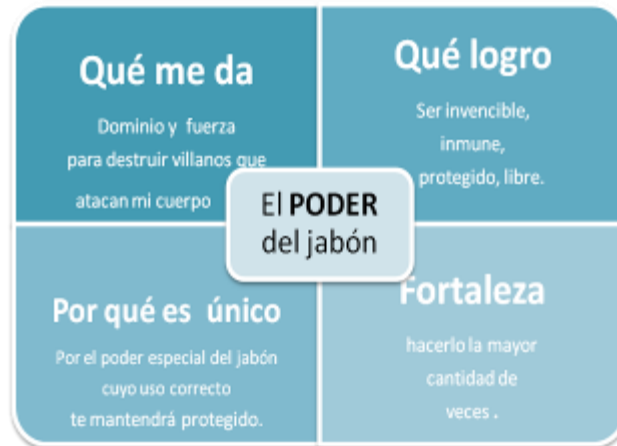 Qué me da
Dominio y fuerza
para destruir villanos que
atacan mi cuerpo
Qué logro
Ser invencible,
inmune,
protegido, libre.
El PODER
del jabón
Por qué es único
Por el poder especial del jabón
cuyo uso correcto
te mantendrá protegido.
Fortaleza
hacerlo la mayor
cantidad de
veces .